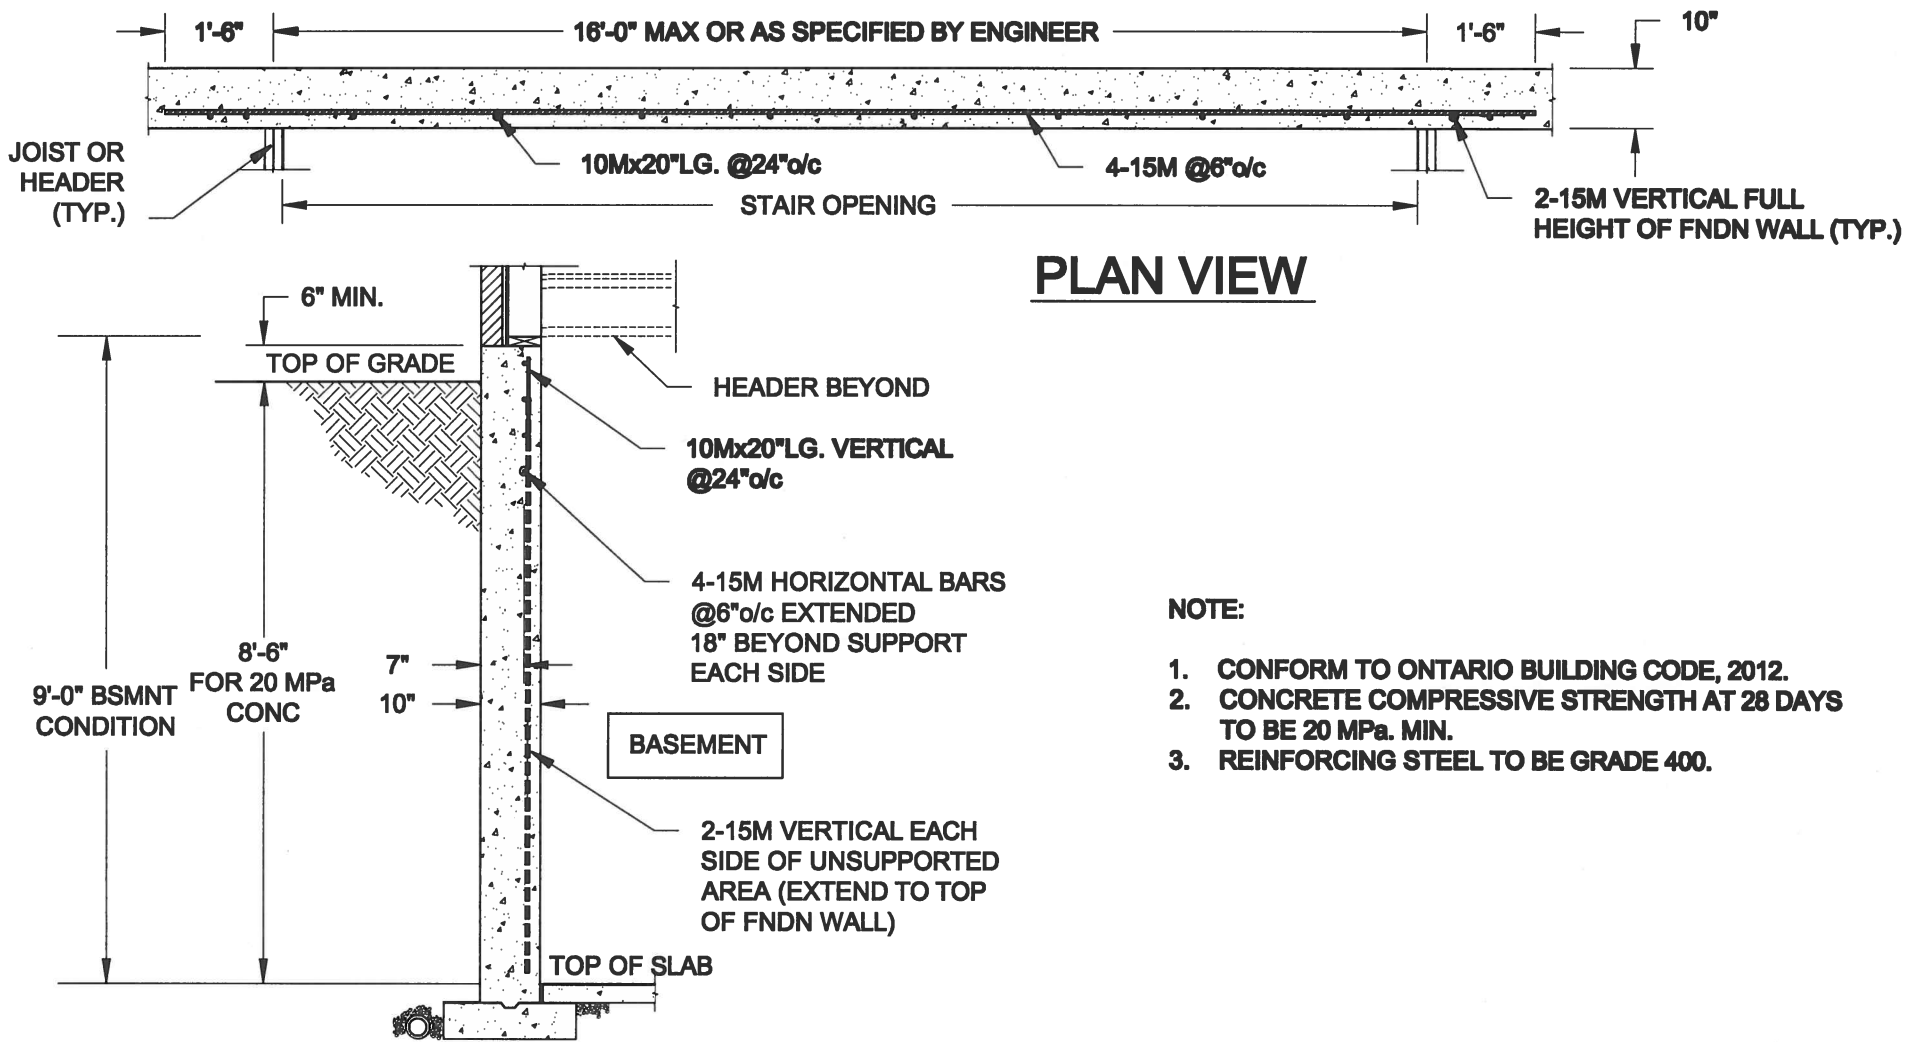 1'-6"
16'-0" MAX OR AS SPECIFIED BY ENGINEER
1'-6"
10"
JOIST OR
HEADER
(TYP.)
10Mx20"LG. @24"o/c
4-15M @6"o/c
STAIR OPENING
2-15M VERTICAL FULL
HEIGHT OF FNDN WALL (TYP.)
PLAN VIEW
6" MIN.
TOP OF GRADE
HEADER BEYOND
10Mx20"LG. VERTICAL
@24"o/c
4-15M HORIZONTAL BARS
@6"o/c EXTENDED
18" BEYOND SUPPORT
EACH SIDE
9'-0" BSMNT
CONDITION
8'-6"
FOR 20 MPa
CONC
7"
10"
BASEMENT
2-15M VERTICAL EACH
SIDE OF UNSUPPORTED
AREA (EXTEND TO TOP
OF FNDN WALL)
TOP OF SLAB
NOTE:
1. CONFORM TO ONTARIO BUILDING CODE, 2012.
2. CONCRETE COMPRESSIVE STRENGTH AT 28 DAYS
TO BE 20 MPa. MIN.
3. REINFORCING STEEL TO BE GRADE 400.